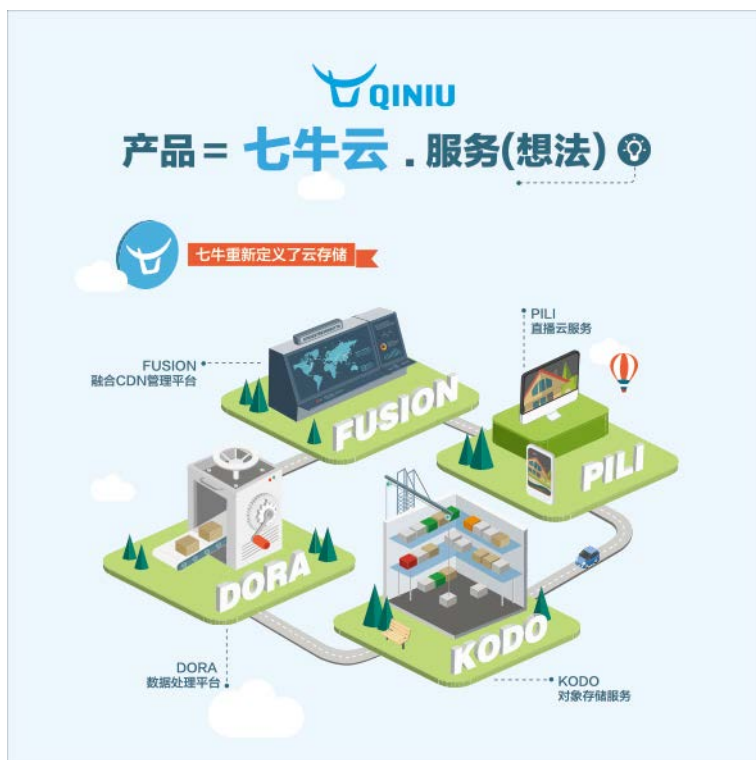 QINIU
产品 = 七牛云 . 服务(想法)
七牛重新定义了云存储
PILI
直播云服务
FUSION
融合CDN管理平台
FUSION
PILI
DORA
KODO
DORA
数据处理平台
KODO
对象存储服务